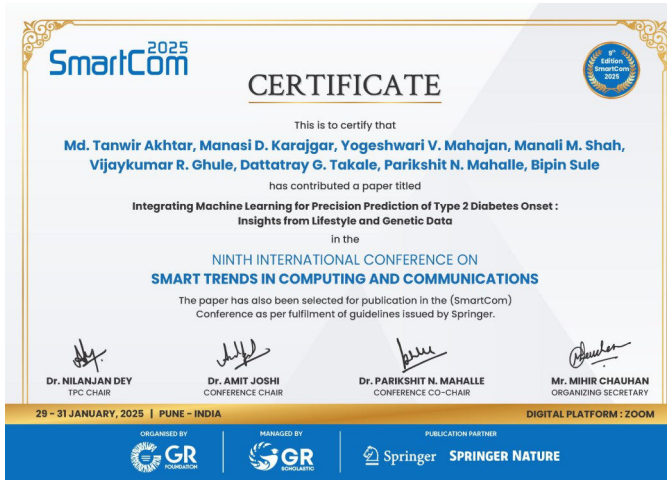 SmartCom 2025
9th
Edition
SmartCom
2025
CERTIFICATE
This is to certify that
Md. Tanwir Akhtar, Manasi D. Karajgar, Yogeshwari V. Mahajan, Manali M. Shah,
Vijaykumar R. Ghule, Dattatray G. Takale, Parikshit N. Mahalle, Bipin Sule
has contributed a paper titled
Integrating Machine Learning for Precision Prediction of Type 2 Diabetes Onset :
Insights from Lifestyle and Genetic Data
in the
NINTH INTERNATIONAL CONFERENCE ON
SMART TRENDS IN COMPUTING AND COMMUNICATIONS
The paper has also been selected for publication in the (SmartCom)
Conference as per fulfilment of guidelines issued by Springer.
Dr. NILANJAN DEY
TPC CHAIR
Dr. AMIT JOSHI
CONFERENCE CHAIR
Dr. PARIKSHIT N. MAHALLE
CONFERENCE CO-CHAIR
Mr. MIHIR CHAUHAN
ORGANIZING SECRETARY
29 - 31 JANUARY, 2025 | PUNE - INDIA
DIGITAL PLATFORM : ZOOM
ORGANISED BY
GR
FOUNDATION
MANAGED BY
GR
SCHOLASTIC
PUBLICATION PARTNER
Springer
SPRINGER NATURE